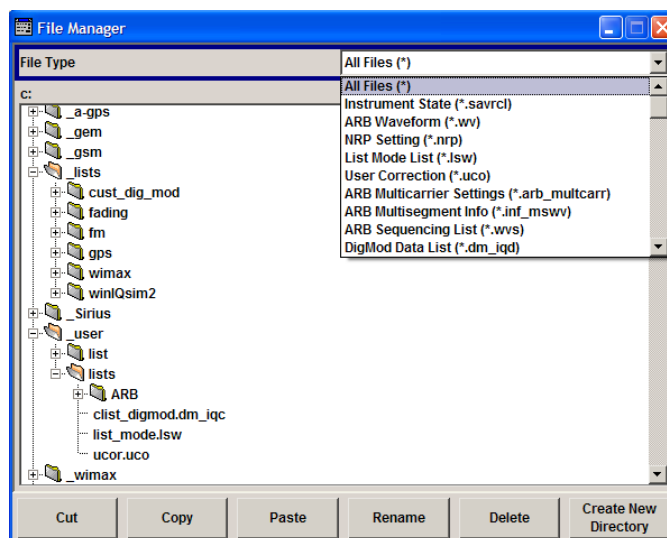 File Manager
File Type
All Files (*)
c:
All Files (*)
Instrument State (*.savrcl)
ARB Waveform (*.wv)
NRP Setting (*.nrp)
List Mode List (*.lsw)
User Correction (*.uco)
ARB Multicarrier Settings (*.arb_multcarr)
ARB Multisegment Info (*.inf_mswv)
ARB Sequencing List (*.wvs)
DigMod Data List (*.dm_iqd)
_a-gps
_gem
_gsm
_lists
cust_dig_mod
fading
fm
gps
wimax
winIQsim2
_Sirius
_user
list
lists
ARB
clist_digmod.dm_iqc
list_mode.lsw
ucor.uco
_wimax
Cut
Copy
Paste
Rename
Delete
Create New
Directory